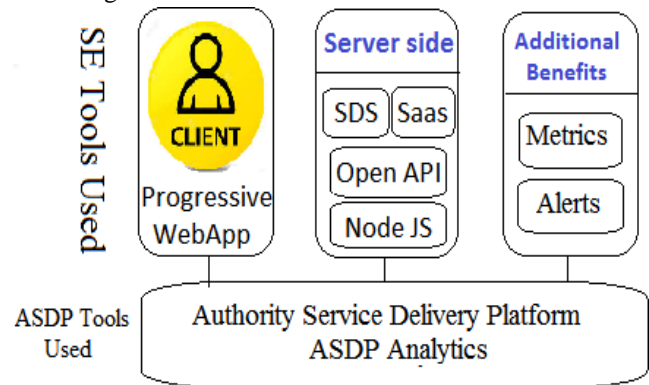 SE Tools Used
CLIENT
Progressive
WebApp
Server side
SDS Saas
Open API
Node JS
Additional
Benefits
Metrics
Alerts
ASDP Tools
Used
Authority Service Delivery Platform
ASDP Analytics